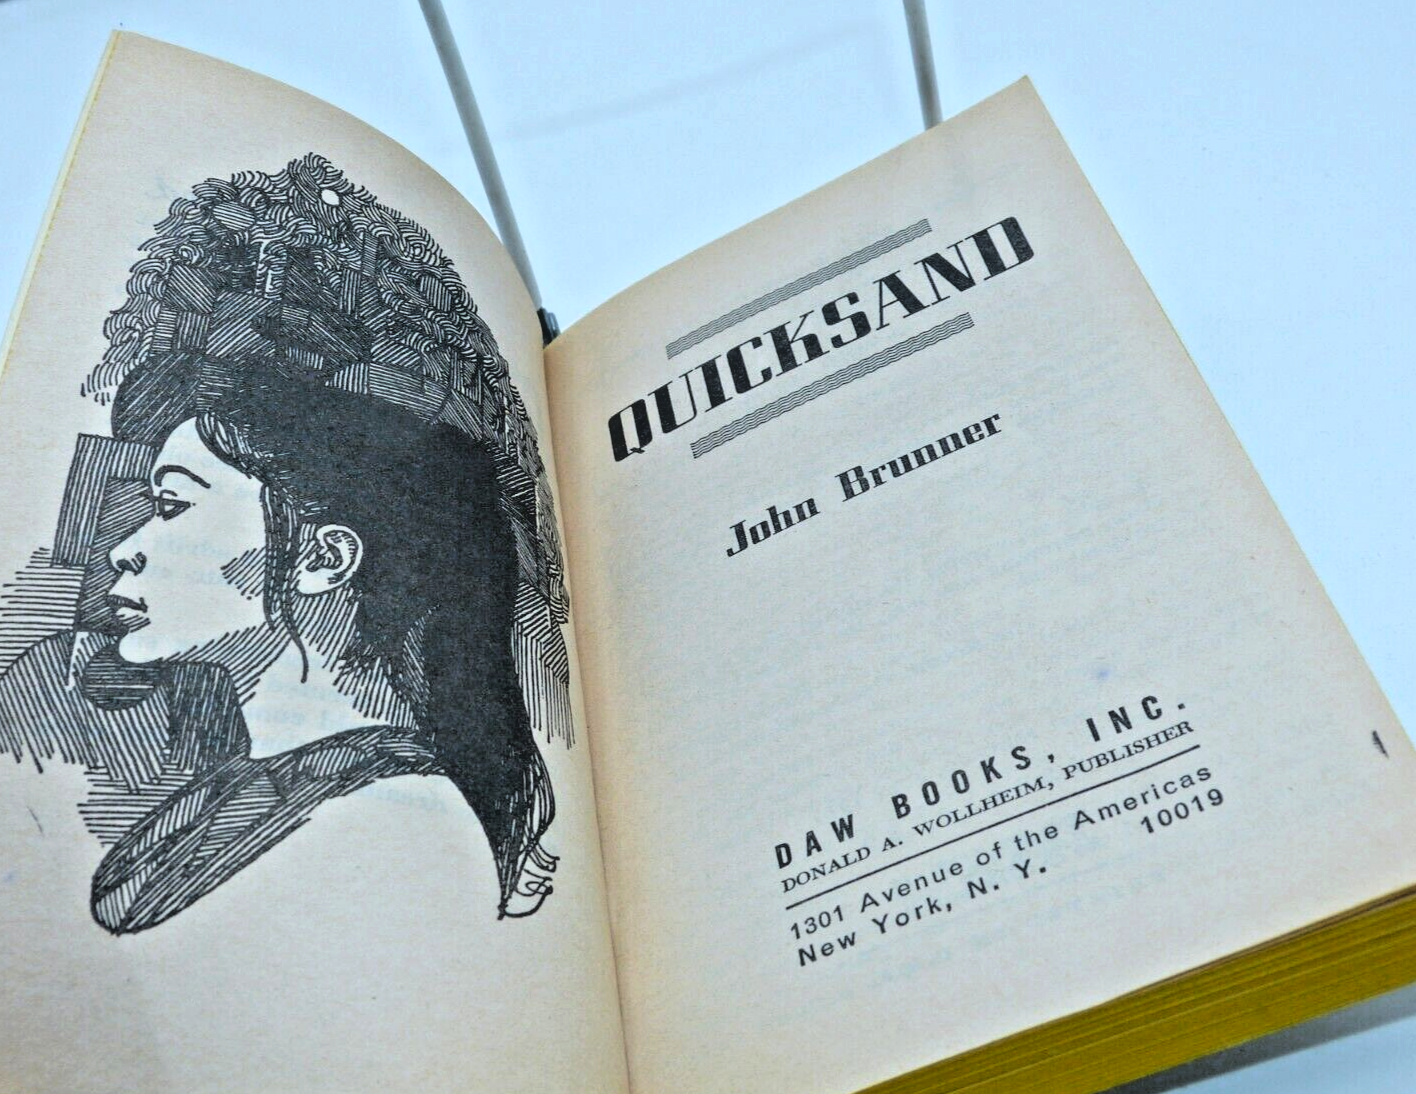 QUICKSAND
John Brunner
DAW BOOKS, INC.
DONALD A. WOLLHEIM, PUBLISHER
1301 Avenue of the Americas
New York, N. Y. 10019